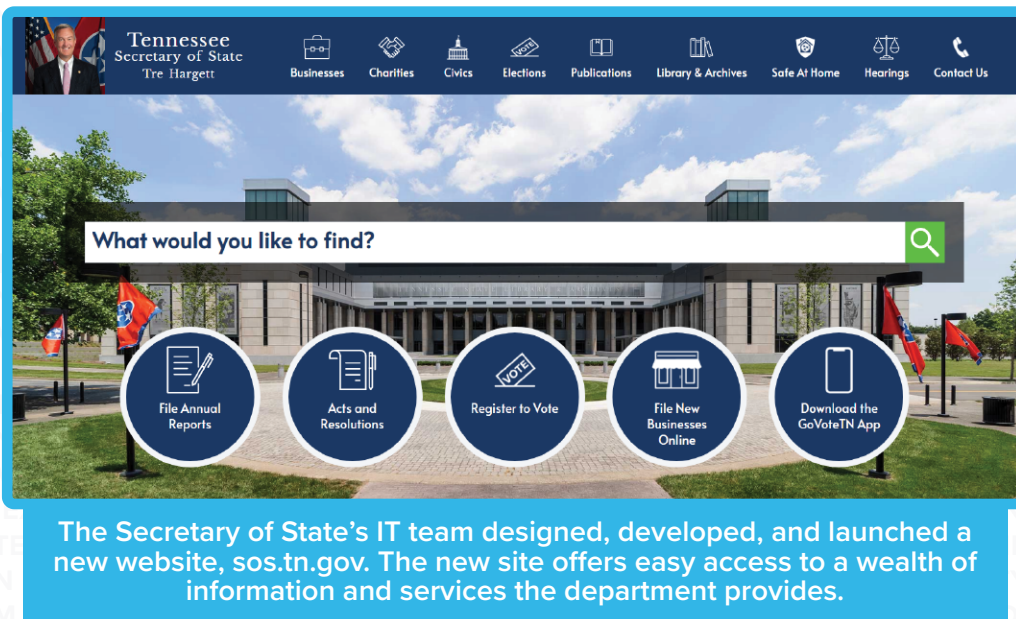 Tennessee
Secretary of State
Tre Hargett
Businesses
Charities
Civics
VOTE
Elections
Publications
Library & Archives
Safe At Home
Hearings
Contact Us
What would you like to find?
File Annual
Reports
Acts and
Resolutions
VOTE
Register to Vote
File New
Businesses
Online
Download the
GoVoteTN App
The Secretary of State’s IT team designed, developed, and launched a
new website, sos.tn.gov. The new site offers easy access to a wealth of
information and services the department provides.